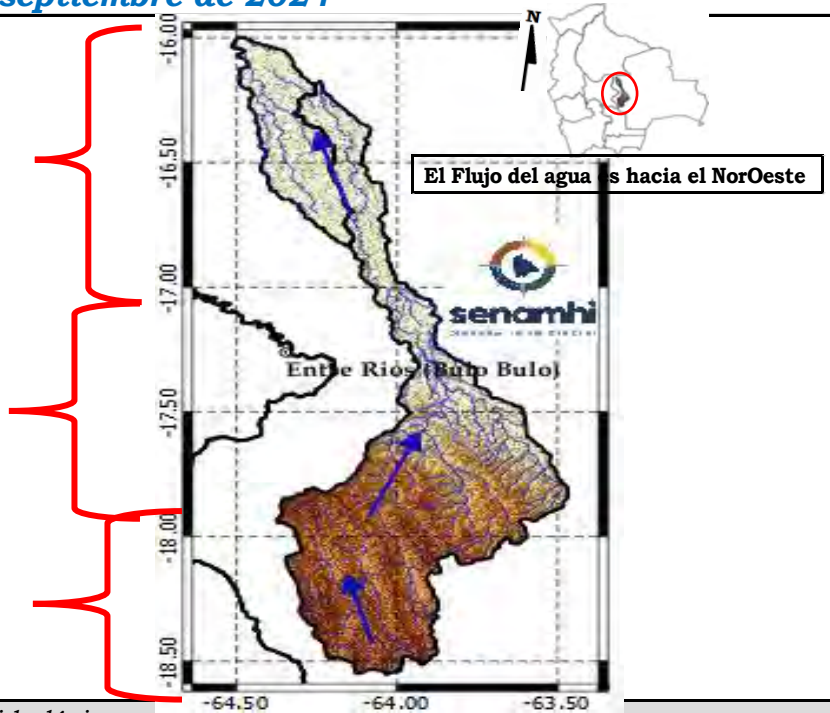 septiembre de 2024
N
El Flujo del agua es hacia el NorOeste
-16.00
-16.50
-17.00
-17.50
-18.00
-18.50
senamhi
Entre Rios (Bulo Bulo)
-64.50
-64.00
-63.50